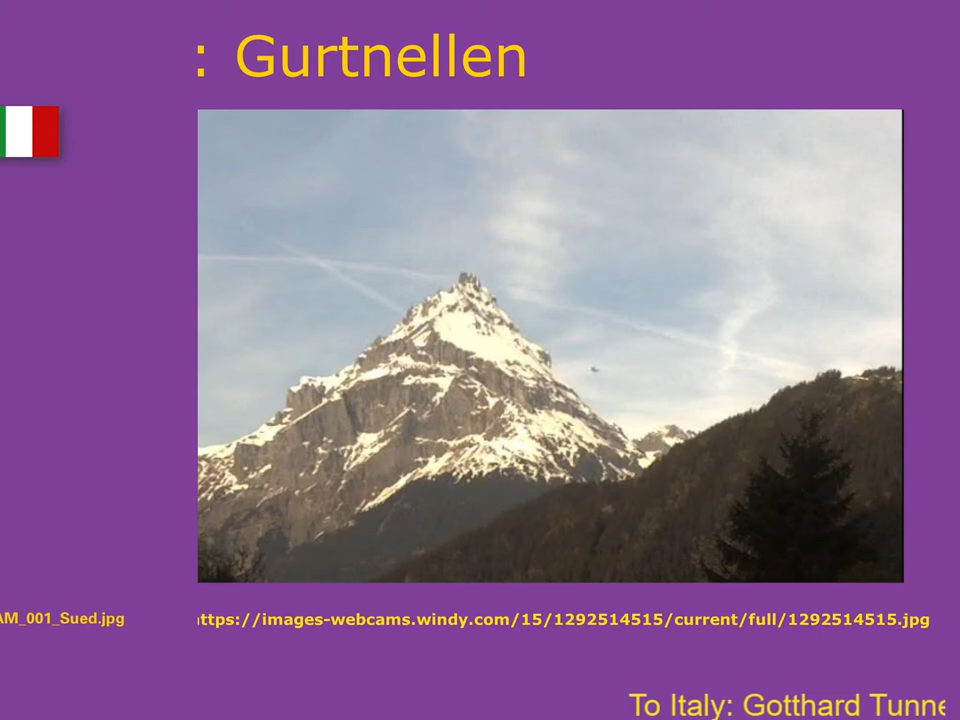 : Gurtnellen
AM_001_Sued.jpg
ttps://images-webcams.windy.com/15/1292514515/current/full/1292514515.jpg
To Italy: Gotthard Tunne